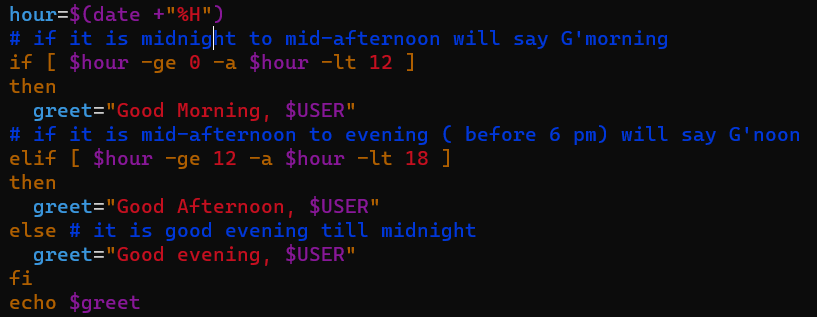 hour=$(date +"%H")
# if it is midnight to mid-afternoon will say G'morning
if [ $hour -ge 0 -a $hour -lt 12 ]
then
  greet="Good Morning, $USER"
# if it is mid-afternoon to evening ( before 6 pm) will say G'noon
elif [ $hour -ge 12 -a $hour -lt 18 ]
then
  greet="Good Afternoon, $USER"
else # it is good evening till midnight
  greet="Good evening, $USER"
fi
echo $greet